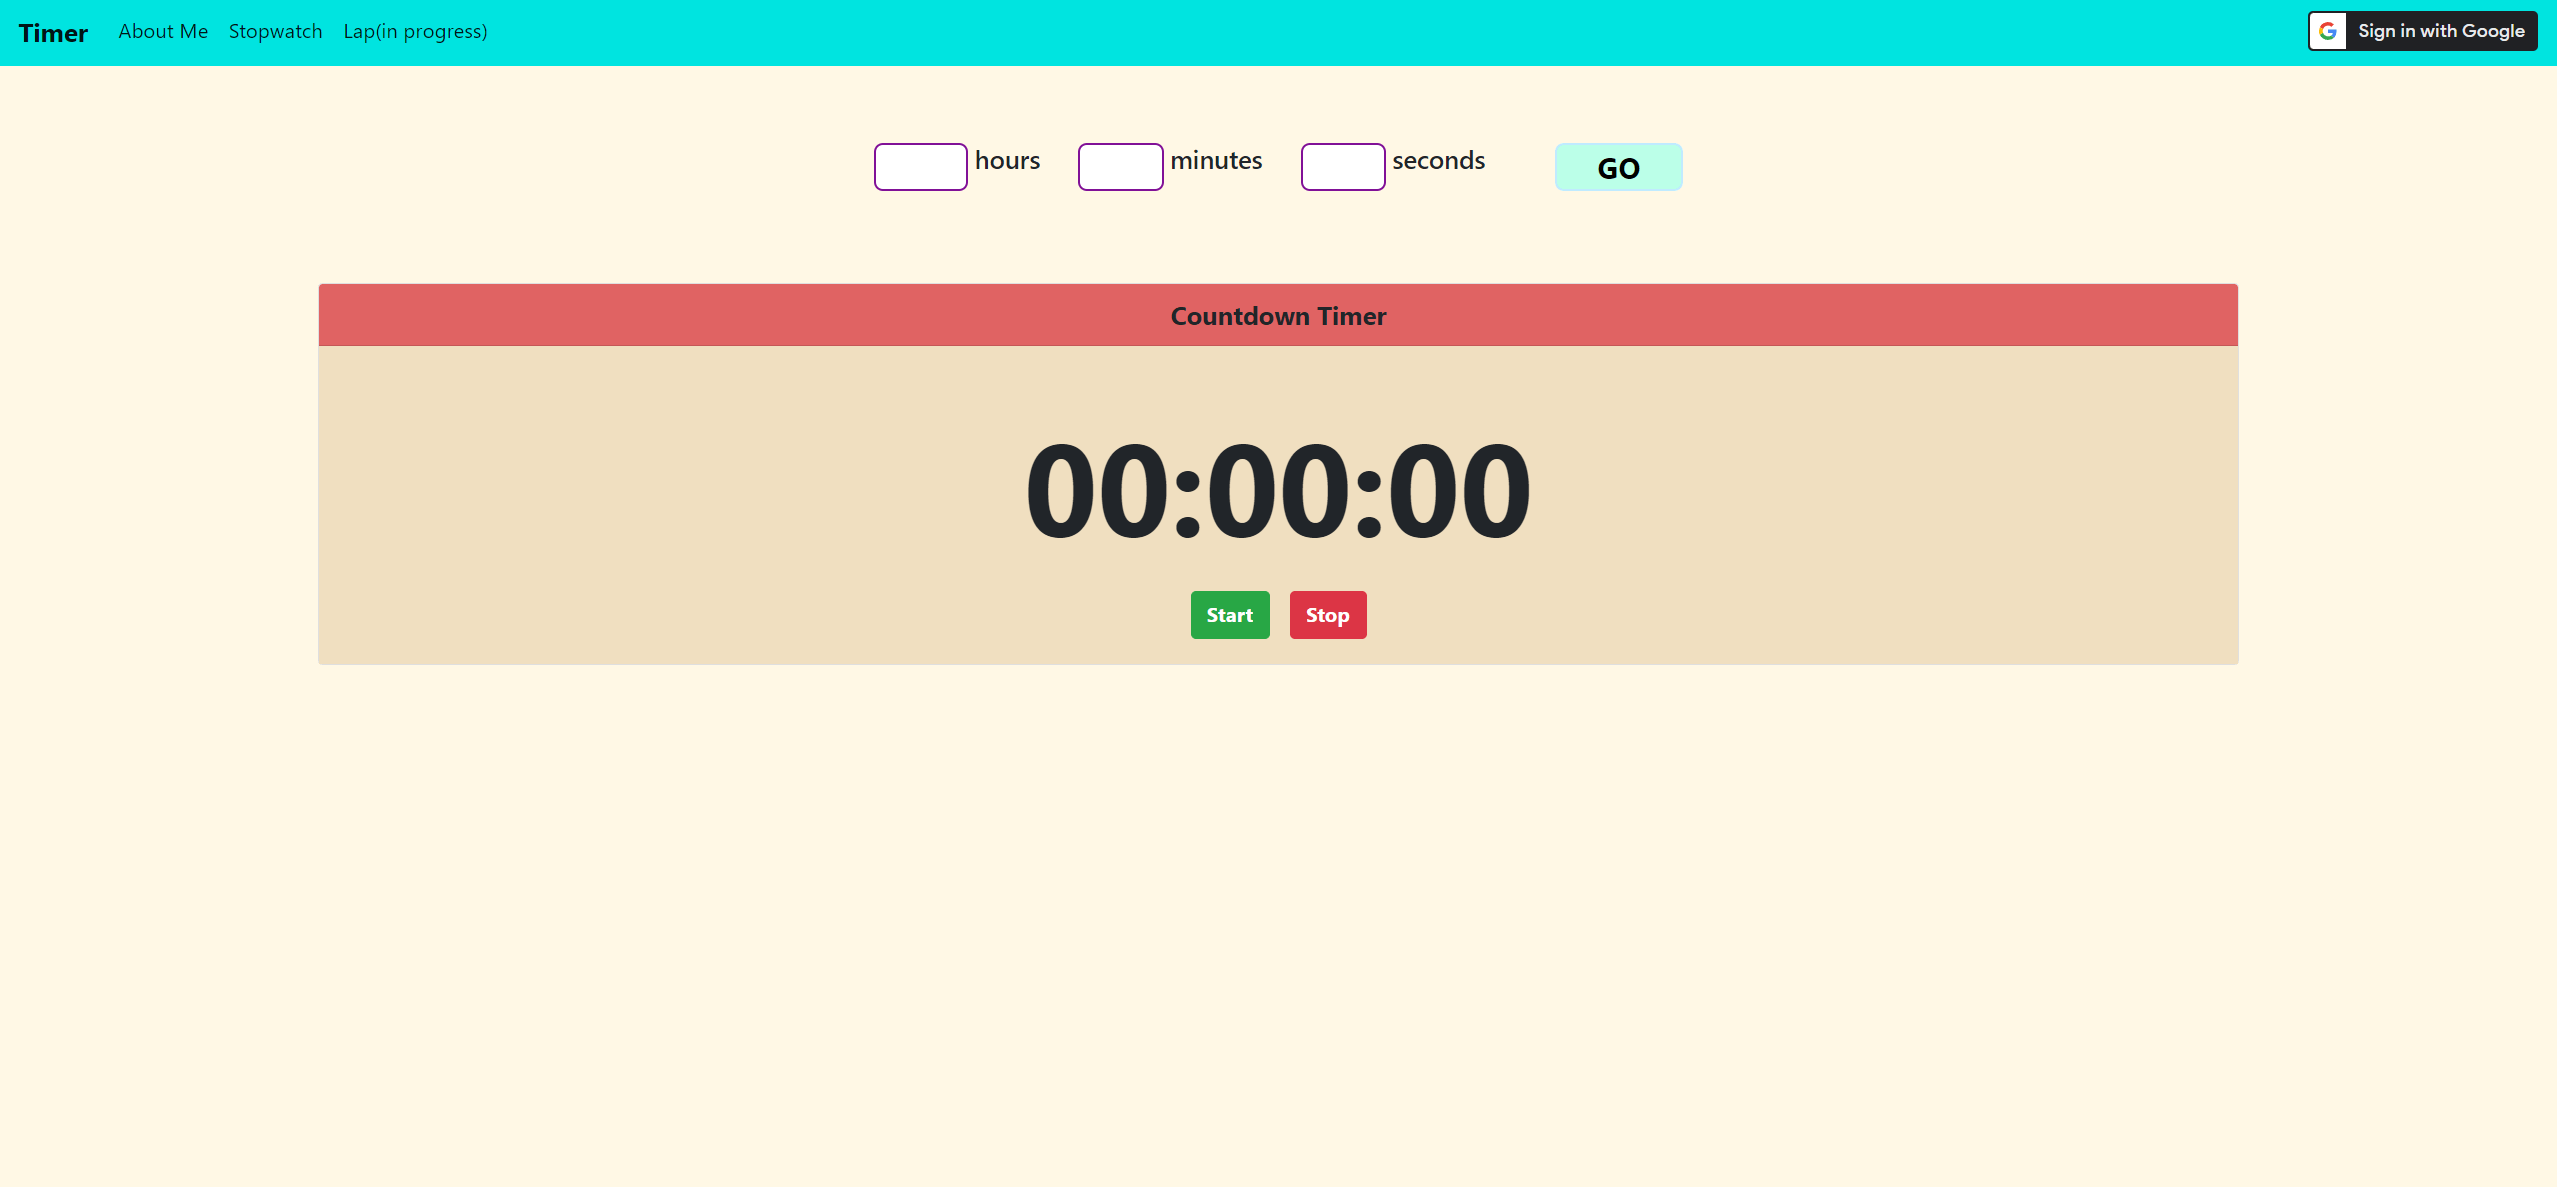 Timer About Me Stopwatch Lap(in progress) Sign in with Google
hours minutes seconds GO
Countdown Timer
00:00:00
Start Stop